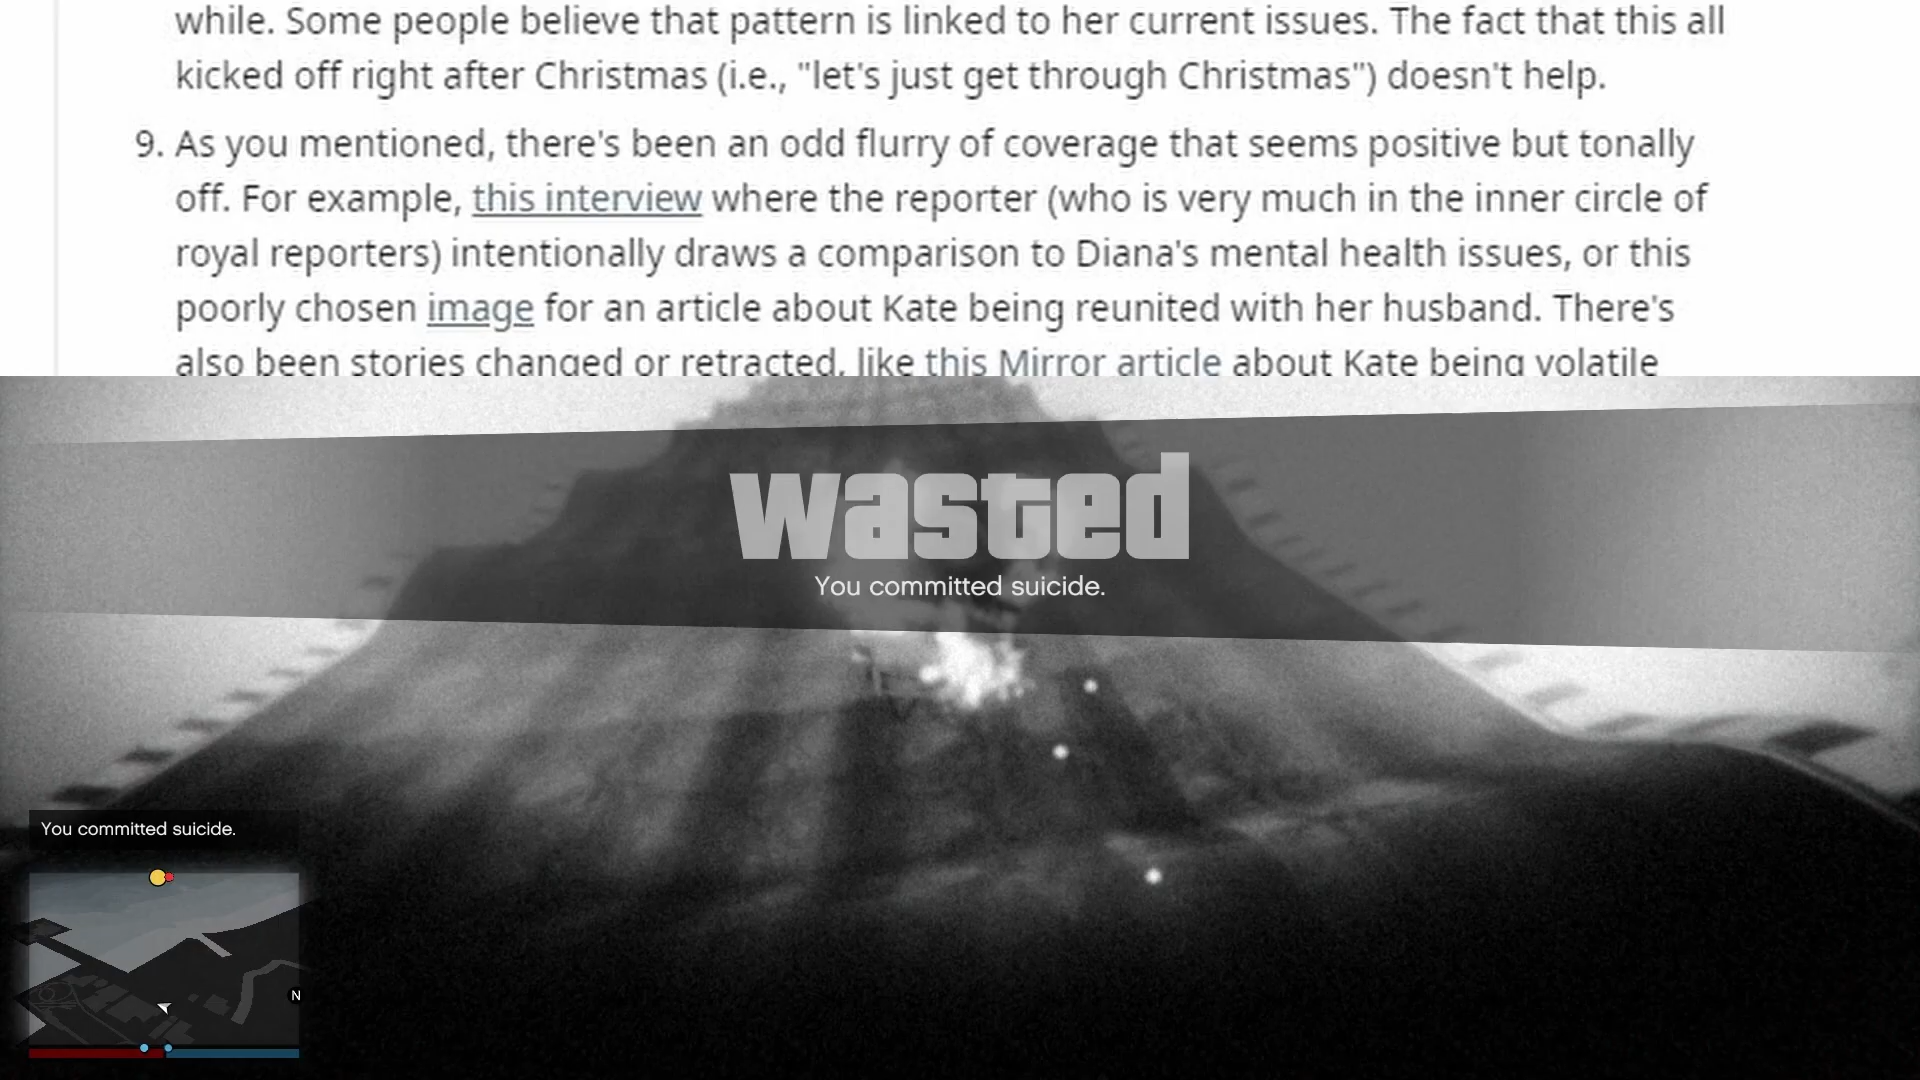 while. Some people believe that pattern is linked to her current issues. The fact that this all
kicked off right after Christmas (i.e., "let's just get through Christmas") doesn't help.
9. As you mentioned, there's been an odd flurry of coverage that seems positive but tonally
off. For example, this interview where the reporter (who is very much in the inner circle of
royal reporters) intentionally draws a comparison to Diana's mental health issues, or this
poorly chosen image for an article about Kate being reunited with her husband. There's
also been stories changed or retracted, like this Mirror article about Kate being volatile
wasted
You committed suicide.
You committed suicide.
N